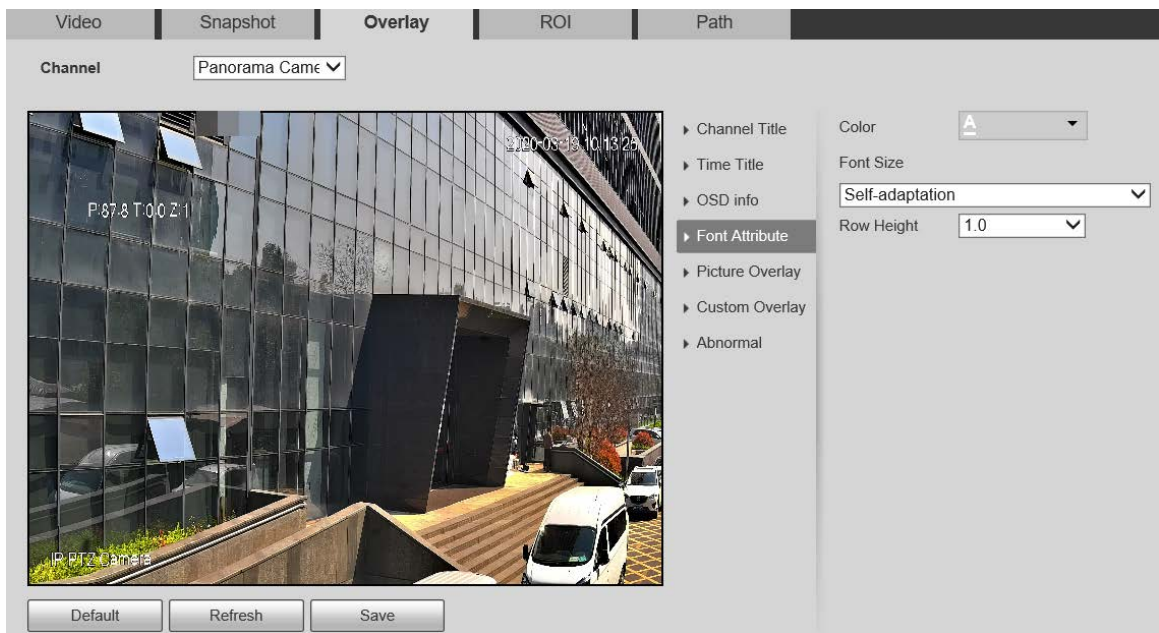 Video Snapshot Overlay ROI Path
Channel Panorama Came
2020-03-19 10:13:26
P:87.8 T:0.0 Z:1
IR PTZ Camera
Channel Title
Time Title
OSD info
Font Attribute
Picture Overlay
Custom Overlay
Abnormal
Color A
Font Size
Self-adaptation
Row Height 1.0
Default Refresh Save